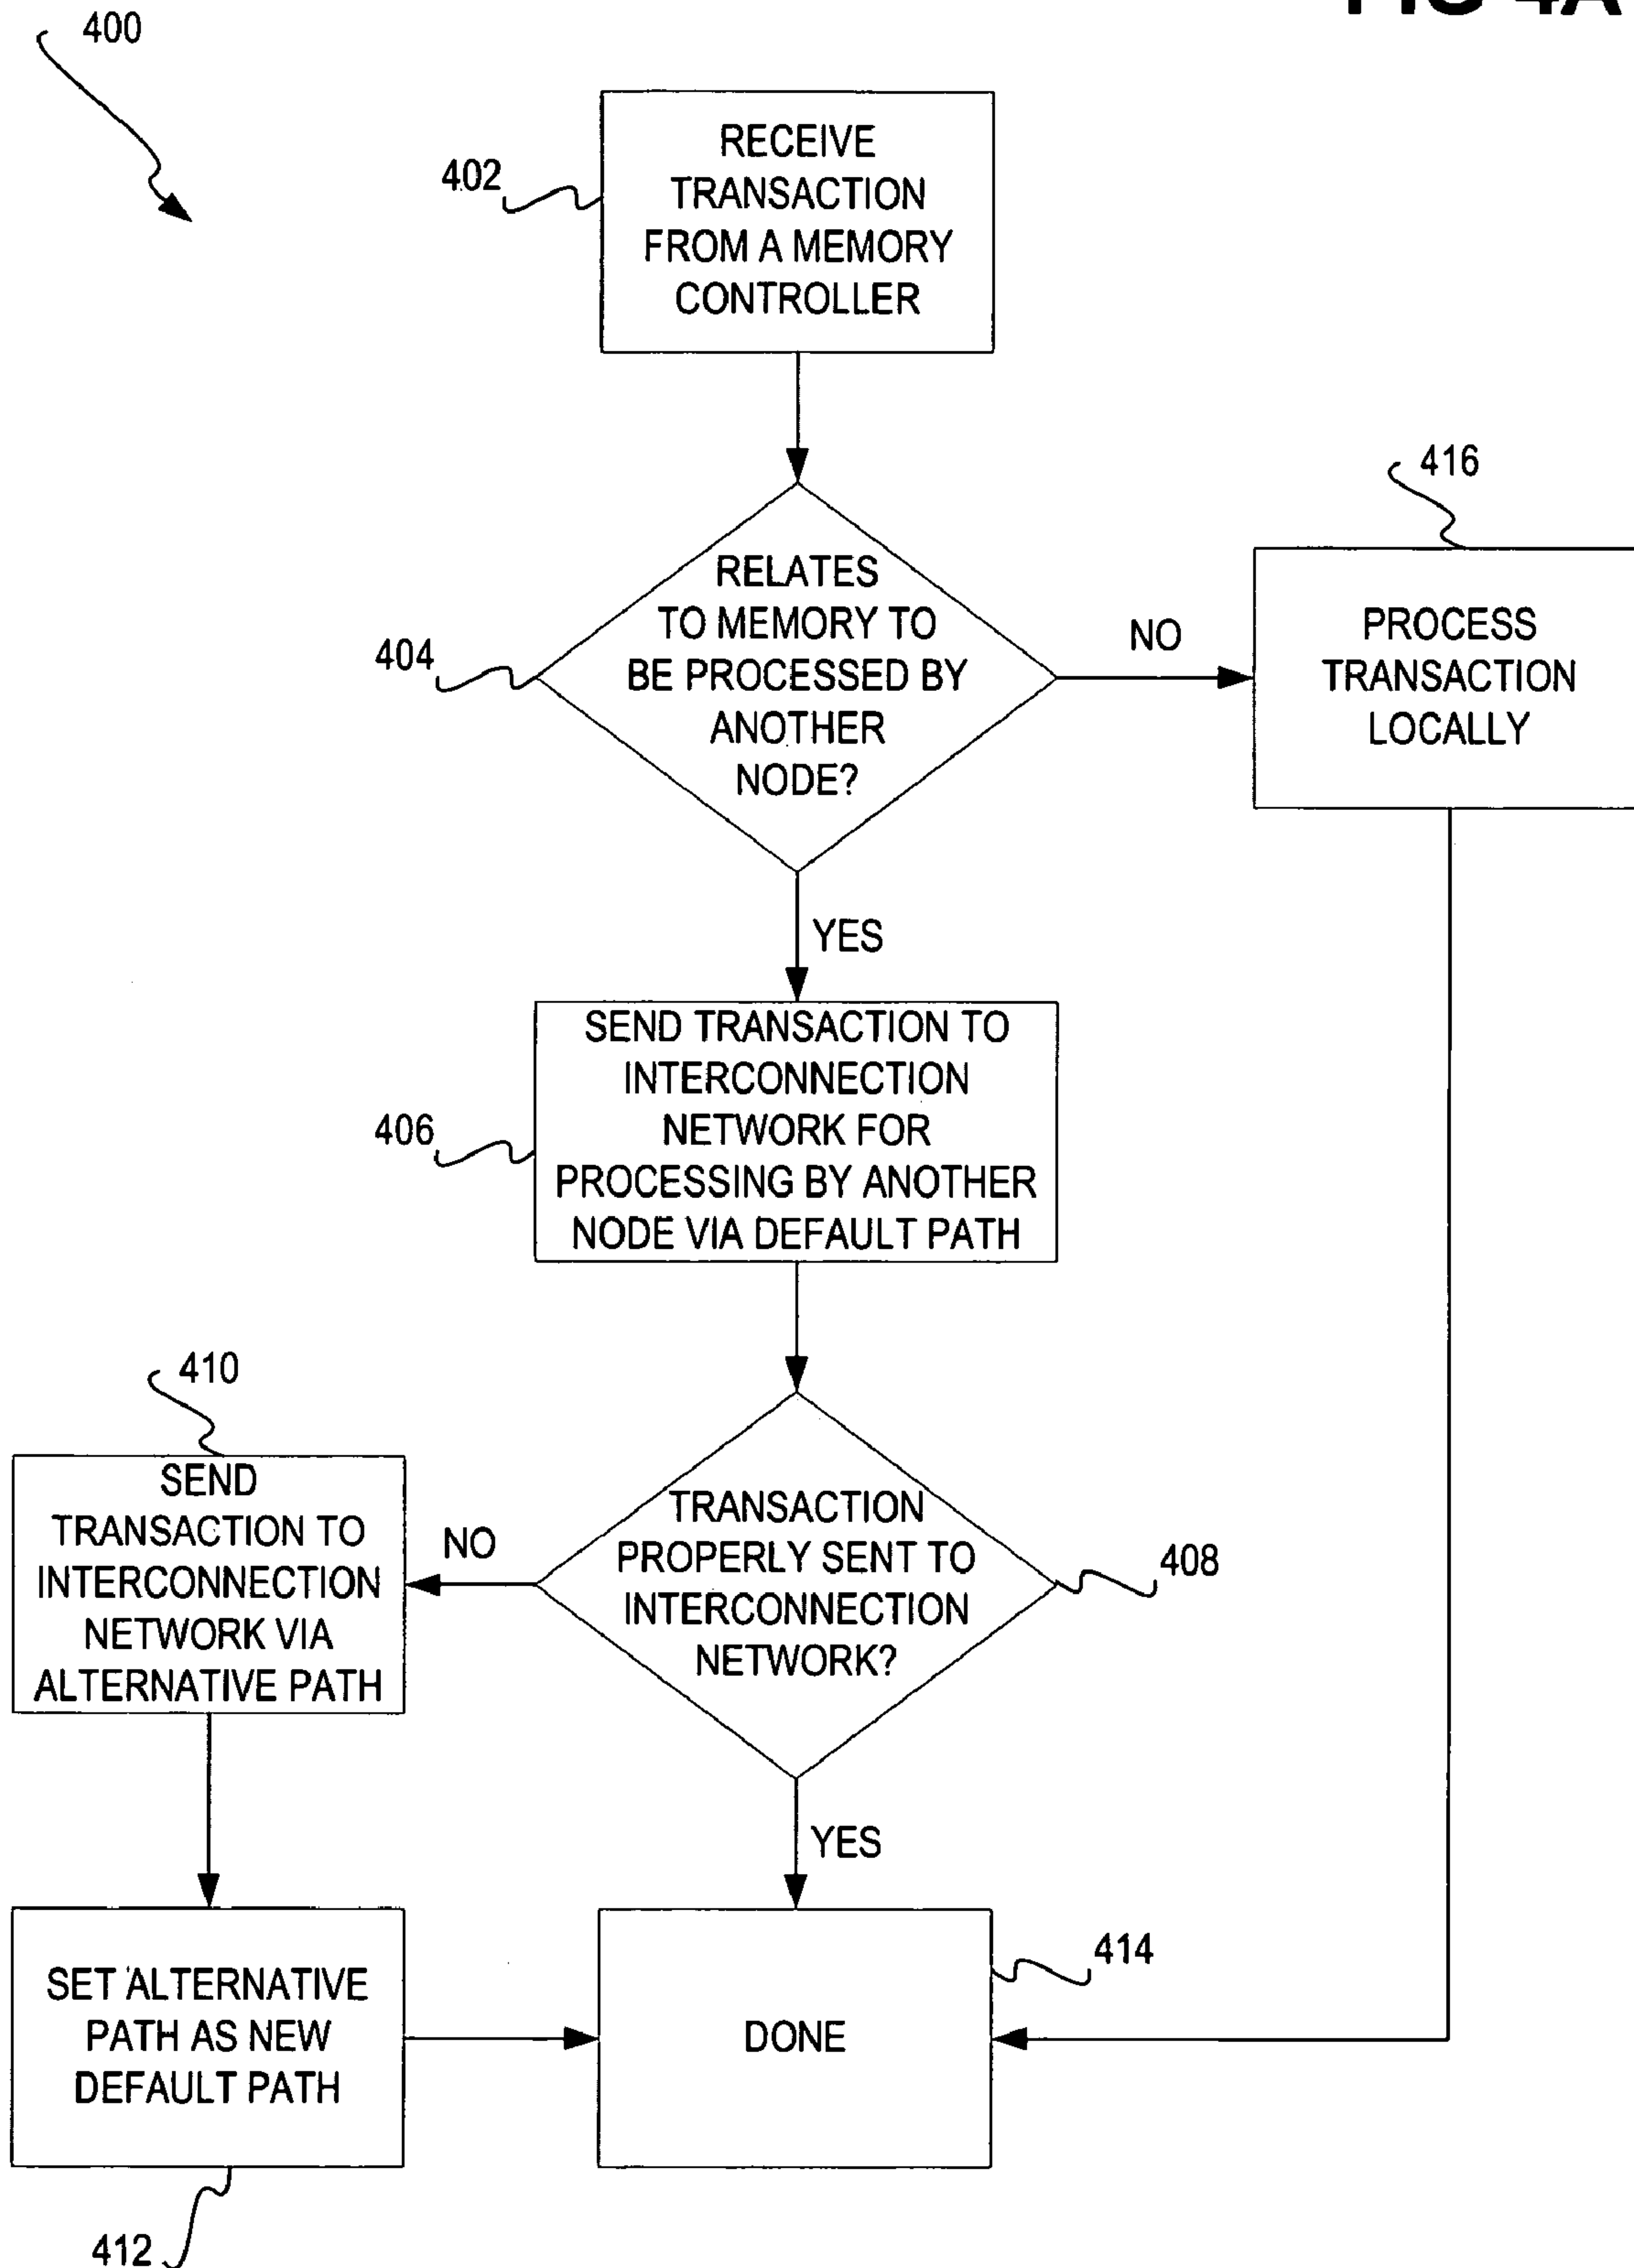 400
402
RECEIVE
TRANSACTION
FROM A MEMORY
CONTROLLER
404
RELATES
TO MEMORY TO
BE PROCESSED BY
ANOTHER
NODE?
NO
416
PROCESS
TRANSACTION
LOCALLY
YES
406
SEND TRANSACTION TO
INTERCONNECTION
NETWORK FOR
PROCESSING BY ANOTHER
NODE VIA DEFAULT PATH
410
SEND
TRANSACTION TO
INTERCONNECTION
NETWORK VIA
ALTERNATIVE PATH
NO
TRANSACTION
PROPERLY SENT TO
INTERCONNECTION
NETWORK?
408
YES
SET ALTERNATIVE
PATH AS NEW
DEFAULT PATH
412
DONE
414